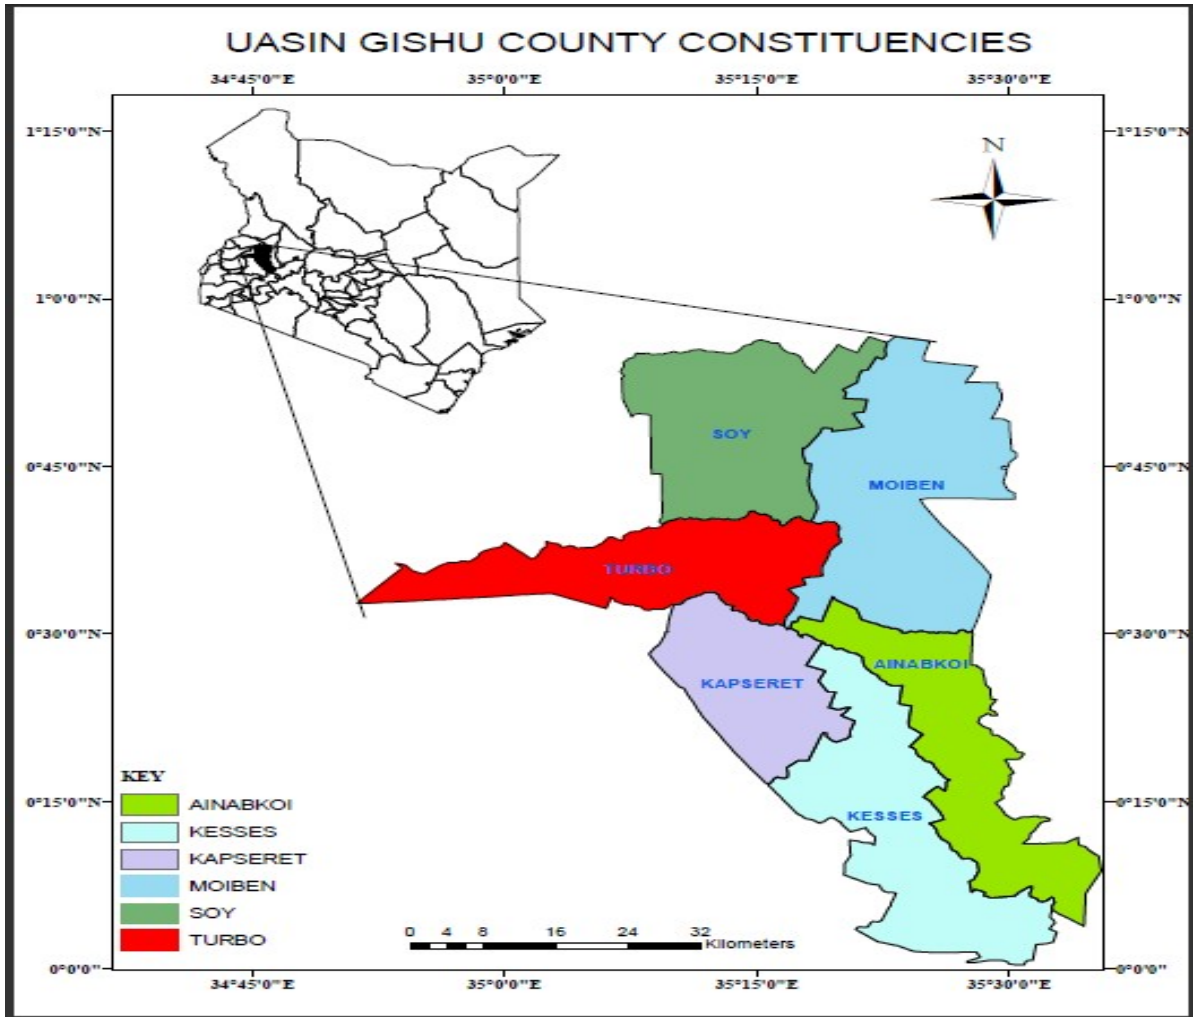 UASIN GISHU COUNTY CONSTITUENCIES
34°45'0"E 35°0'0"E 35°15'0"E 35°30'0"E
1°15'0"N 1°15'0"N
N
1°0'0"N 1°0'0"N
SOY
0°45'0"N 0°45'0"N
MOIBEN
TURBO
0°30'0"N 0°30'0"N
AINABKOI
KAPSERET
KEY
0°15'0"N 0°15'0"N
AINABKOI
KESSES
KESSES
KAPSERET
MOIBEN
SOY
TURBO
0 4 8 16 24 32
Kilometers
0°0'0" 0°0'0"
34°45'0"E 35°0'0"E 35°15'0"E 35°30'0"E